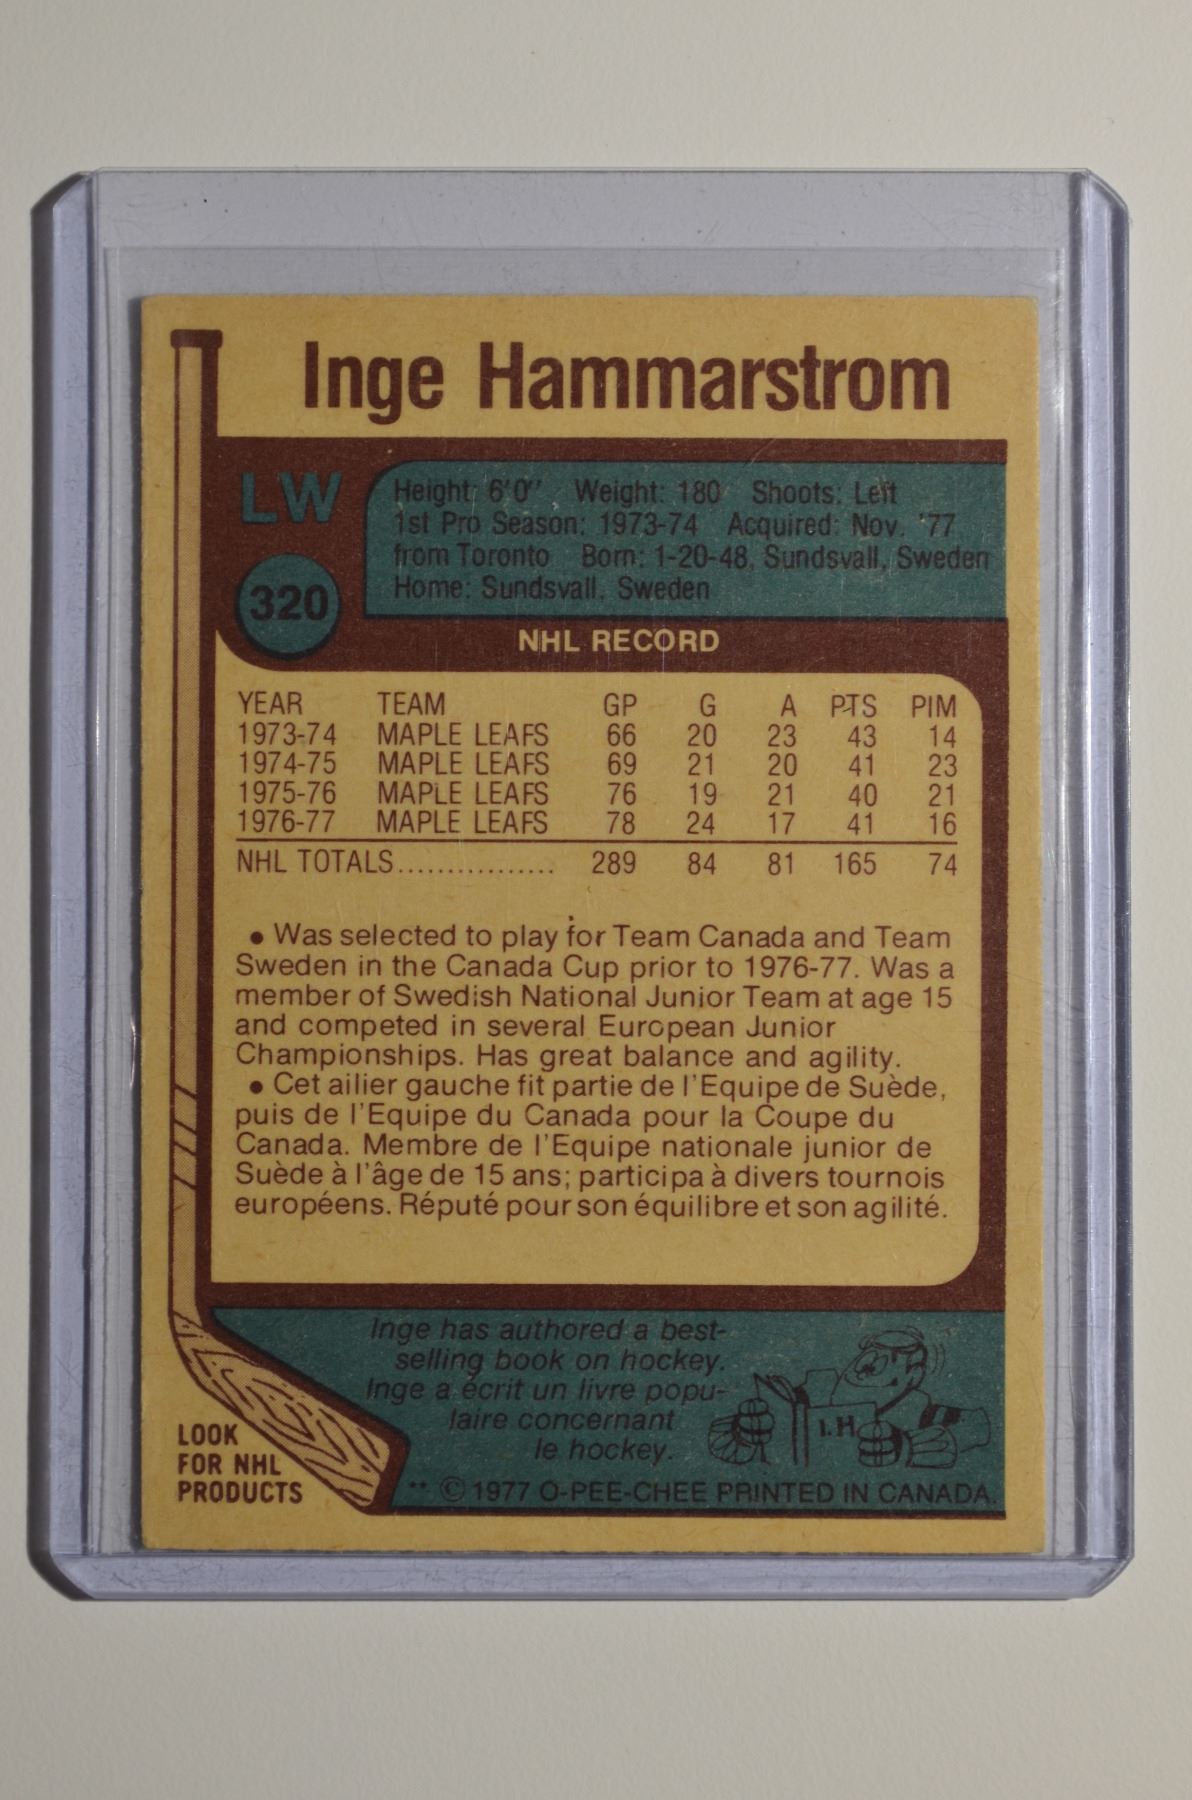 Inge Hammarstrom
LW
320
Height: 6'0" Weight: 180 Shoots: Left
1st Pro Season: 1973-74 Acquired: Nov. '77
from Toronto Born: 1-20-48, Sundsvall, Sweden
Home: Sundsvall, Sweden
NHL RECORD
YEAR TEAM GP G A PTS PIM
1973-74 MAPLE LEAFS 66 20 23 43 14
1974-75 MAPLE LEAFS 69 21 20 41 23
1975-76 MAPLE LEAFS 76 19 21 40 21
1976-77 MAPLE LEAFS 78 24 17 41 16
NHL TOTALS................ 289 84 81 165 74
● Was selected to play for Team Canada and Team
Sweden in the Canada Cup prior to 1976-77. Was a
member of Swedish National Junior Team at age 15
and competed in several European Junior
Championships. Has great balance and agility.
● Cet ailier gauche fit partie de l'Equipe de Suède,
puis de l'Equipe du Canada pour la Coupe du
Canada. Membre de l'Equipe nationale junior de
Suède à l'âge de 15 ans; participa à divers tournois
européens. Réputé pour son équilibre et son agilité.
Inge has authored a best-
selling book on hockey.
Inge a écrit un livre popu-
laire concernant
le hockey.
I.H.
LOOK
FOR NHL
PRODUCTS
** © 1977 O-PEE-CHEE PRINTED IN CANADA.